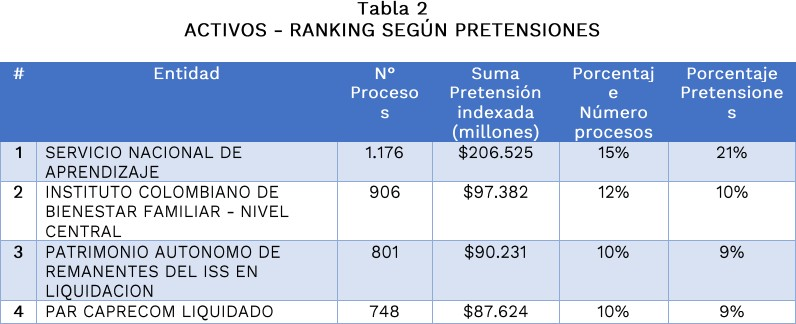 Tabla 2
ACTIVOS - RANKING SEGÚN PRETENSIONES
# Entidad N° Proceso s Suma Pretensión indexada (millones) Porcentaj e Número procesos Porcentaje Pretensione s
1 SERVICIO NACIONAL DE APRENDIZAJE 1.176 $206.525 15% 21%
2 INSTITUTO COLOMBIANO DE BIENESTAR FAMILIAR - NIVEL CENTRAL 906 $97.382 12% 10%
3 PATRIMONIO AUTONOMO DE REMANENTES DEL ISS EN LIQUIDACION 801 $90.231 10% 9%
4 PAR CAPRECOM LIQUIDADO 748 $87.624 10% 9%